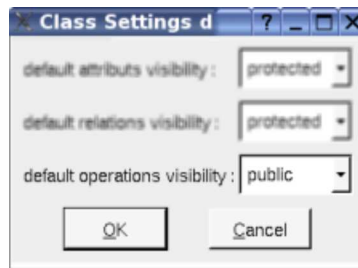 Class Settings d
default attributs visibility : protected
default relations visibility : protected
default operations visibility : public
OK Cancel